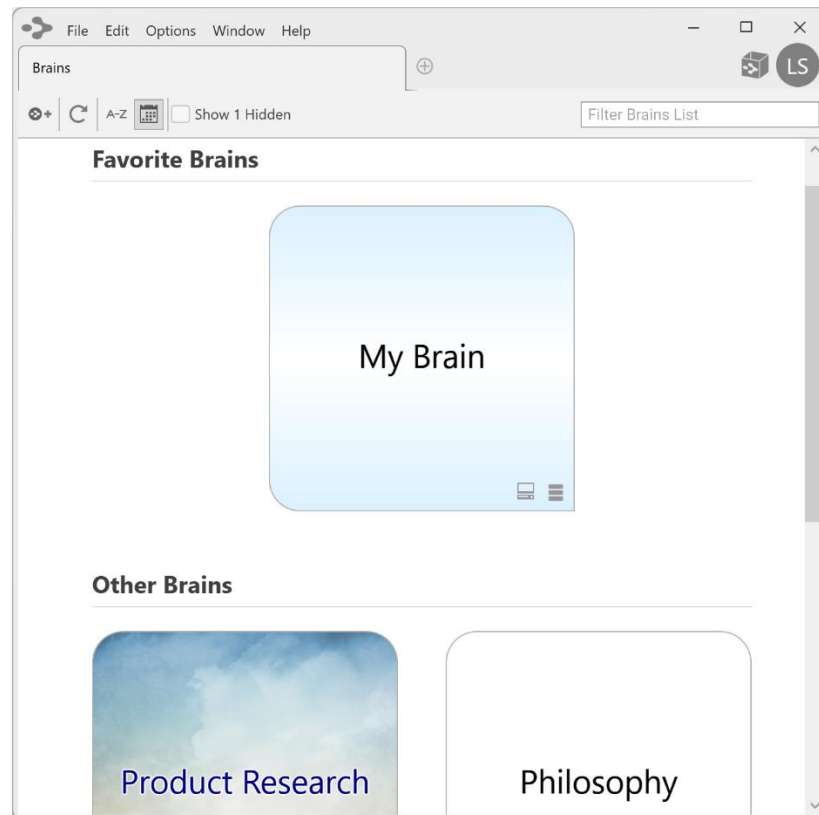 File Edit Options Window Help
Brains
LS
A-Z Show 1 Hidden Filter Brains List
Favorite Brains
My Brain
Other Brains
Product Research Philosophy